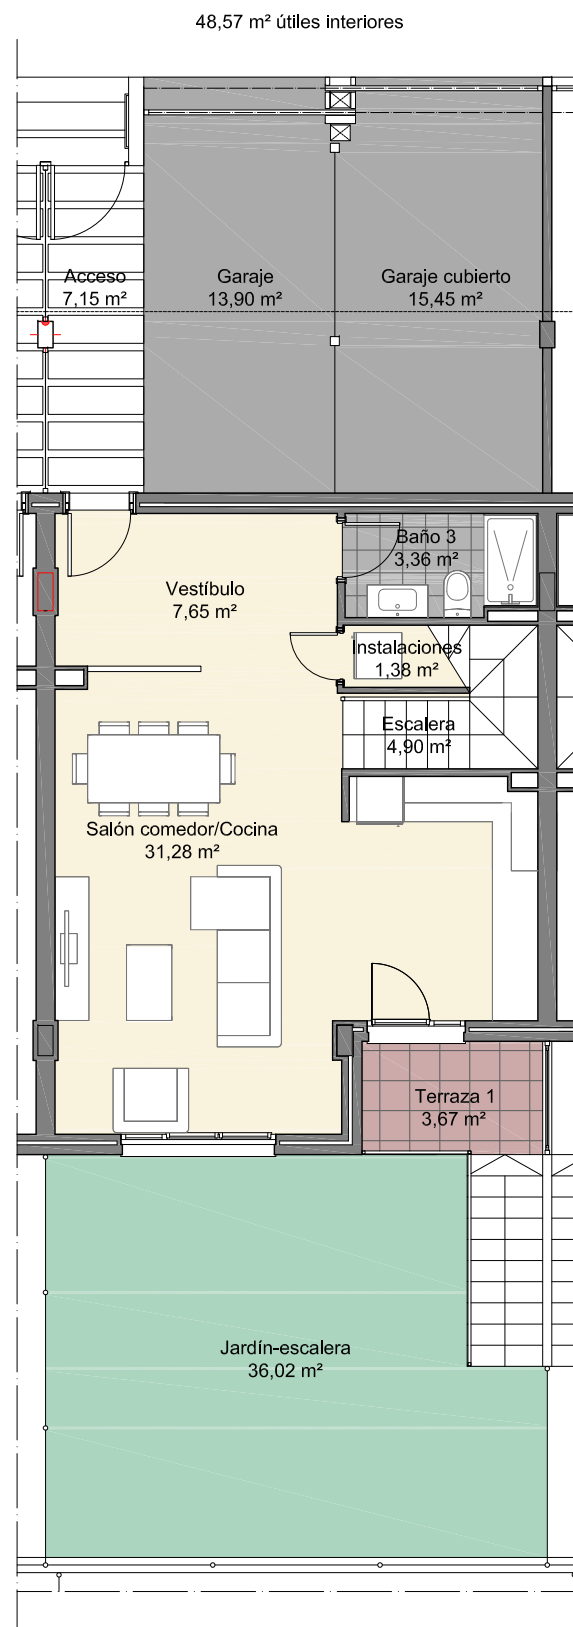 48,57 m² útiles interiores
Acceso
7,15 m²
Garaje
13,90 m²
Garaje cubierto
15,45 m²
Baño 3
3,36 m²
Vestíbulo
7,65 m²
Instalaciones
1,38 m²
Escalera
4,90 m²
Salón comedor/Cocina
31,28 m²
Terraza 1
3,67 m²
Jardín-escalera
36,02 m²